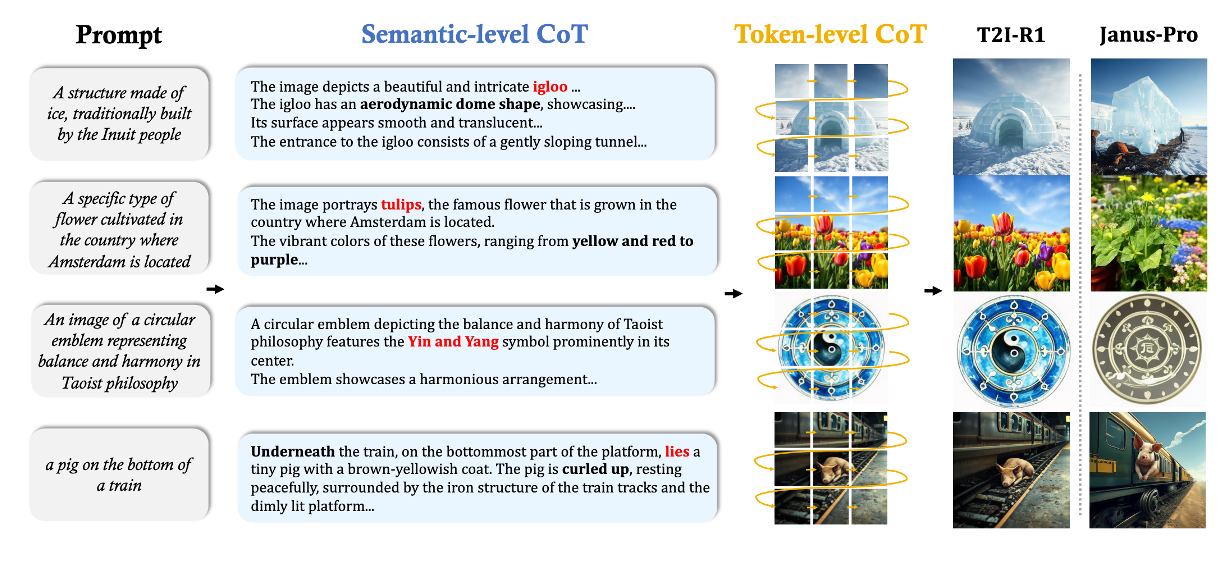 Prompt
Semantic-level CoT
Token-level CoT
T2I-R1
Janus-Pro
A structure made of
ice, traditionally built
by the Inuit people
The image depicts a beautiful and intricate igloo ...
The igloo has an aerodynamic dome shape, showcasing....
Its surface appears smooth and translucent...
The entrance to the igloo consists of a gently sloping tunnel...
A specific type of
flower cultivated in
the country where
Amsterdam is located
The image portrays tulips, the famous flower that is grown in the
country where Amsterdam is located.
The vibrant colors of these flowers, ranging from yellow and red to
purple...
An image of a circular
emblem representing
balance and harmony in
Taoist philosophy
A circular emblem depicting the balance and harmony of Taoist
philosophy features the Yin and Yang symbol prominently in its
center.
The emblem showcases a harmonious arrangement...
a pig on the bottom of
a train
Underneath the train, on the bottommost part of the platform, lies a
tiny pig with a brown-yellowish coat. The pig is curled up, resting
peacefully, surrounded by the iron structure of the train tracks and the
dimly lit platform...